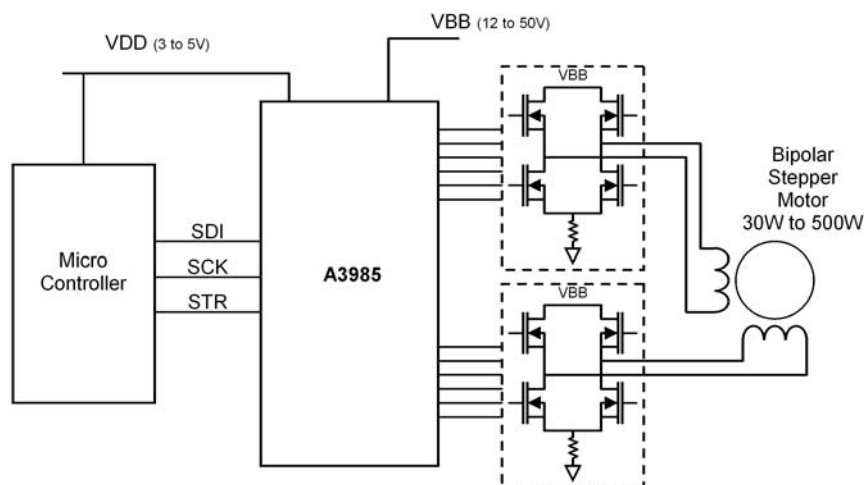 VDD (3 to 5V)
VBB (12 to 50V)
VBB
Bipolar
Stepper
Motor
30W to 500W
Micro
Controller
SDI
SCK
STR
A3985
VBB